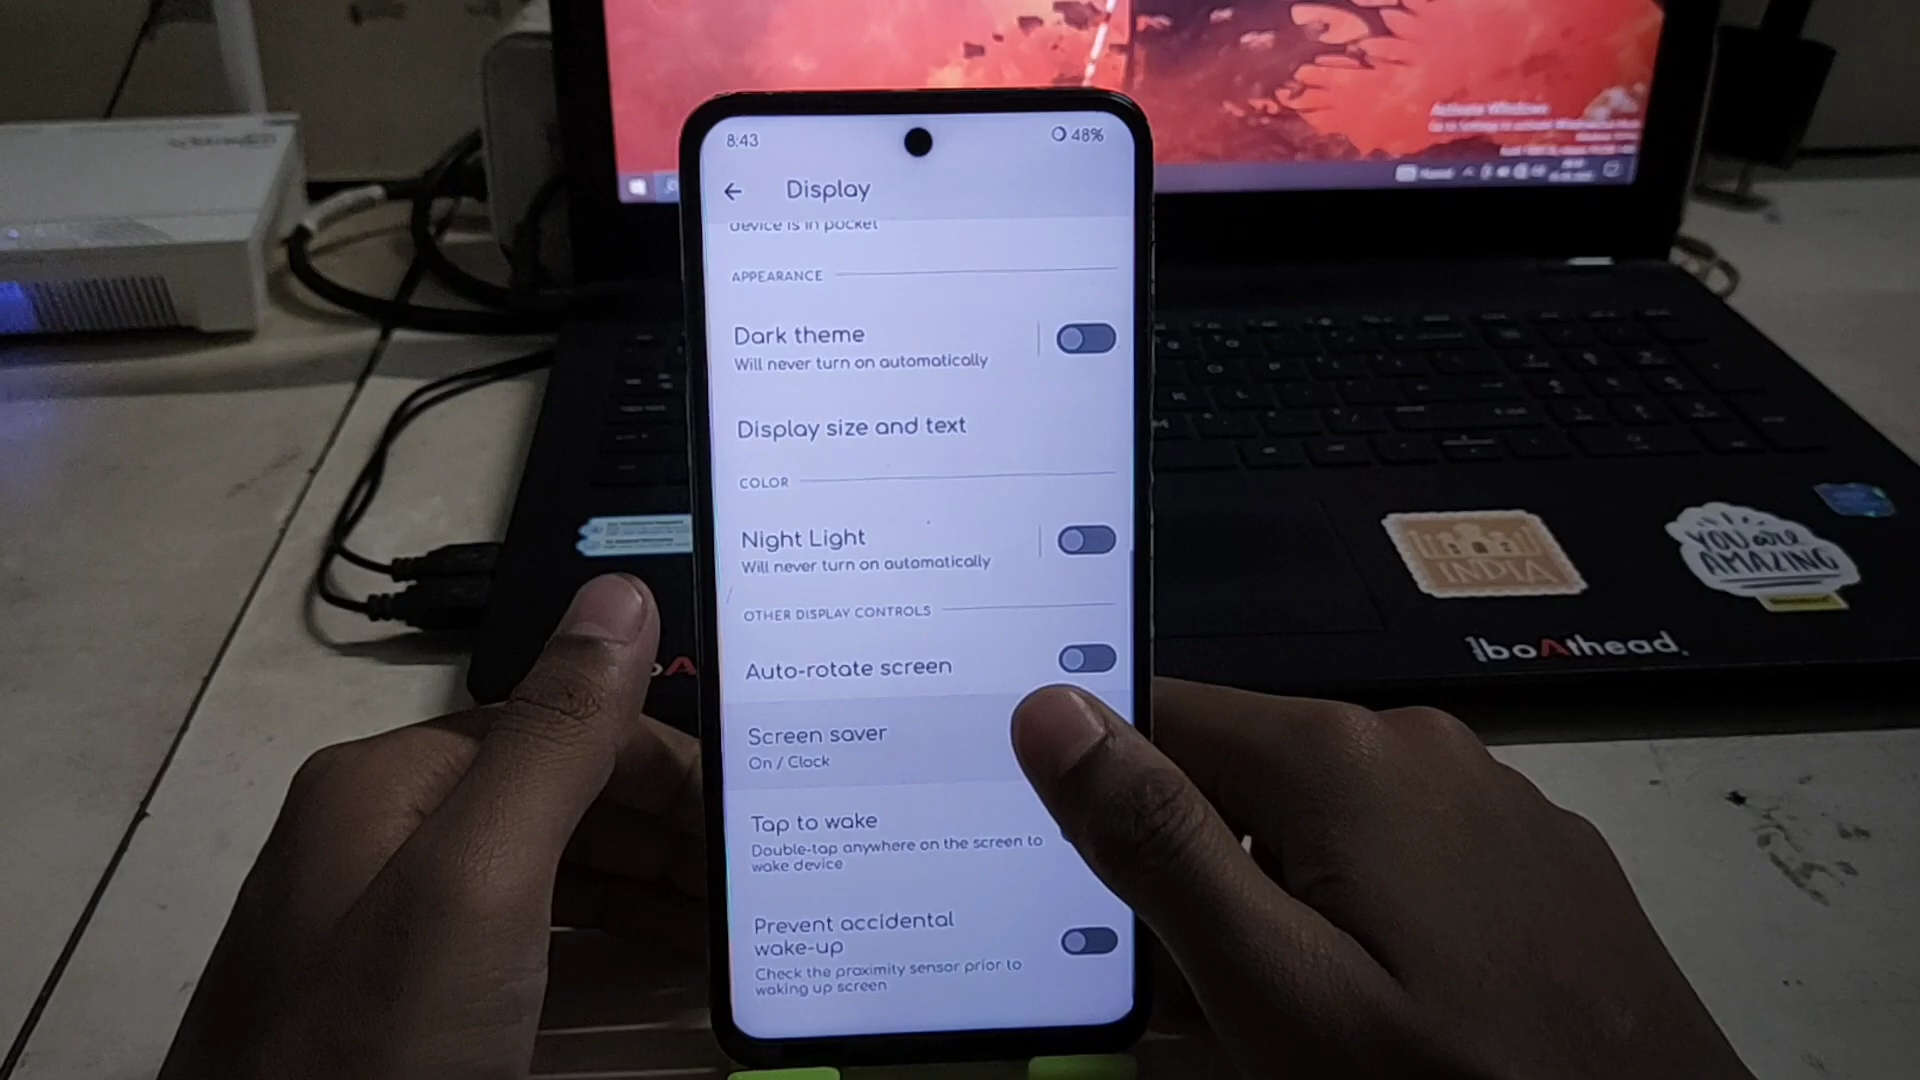 Activate Windows
8:43
48%
Display
device is in pocket
APPEARANCE
Dark theme
Will never turn on automatically
Display size and text
COLOR
Night Light
Will never turn on automatically
OTHER DISPLAY CONTROLS
Auto-rotate screen
Screen saver
On / Clock
Tap to wake
Double-tap anywhere on the screen to
wake device
Prevent accidental
wake-up
Check the proximity sensor prior to
waking up screen
INDIA
YOU are
AMAZING
boAthead